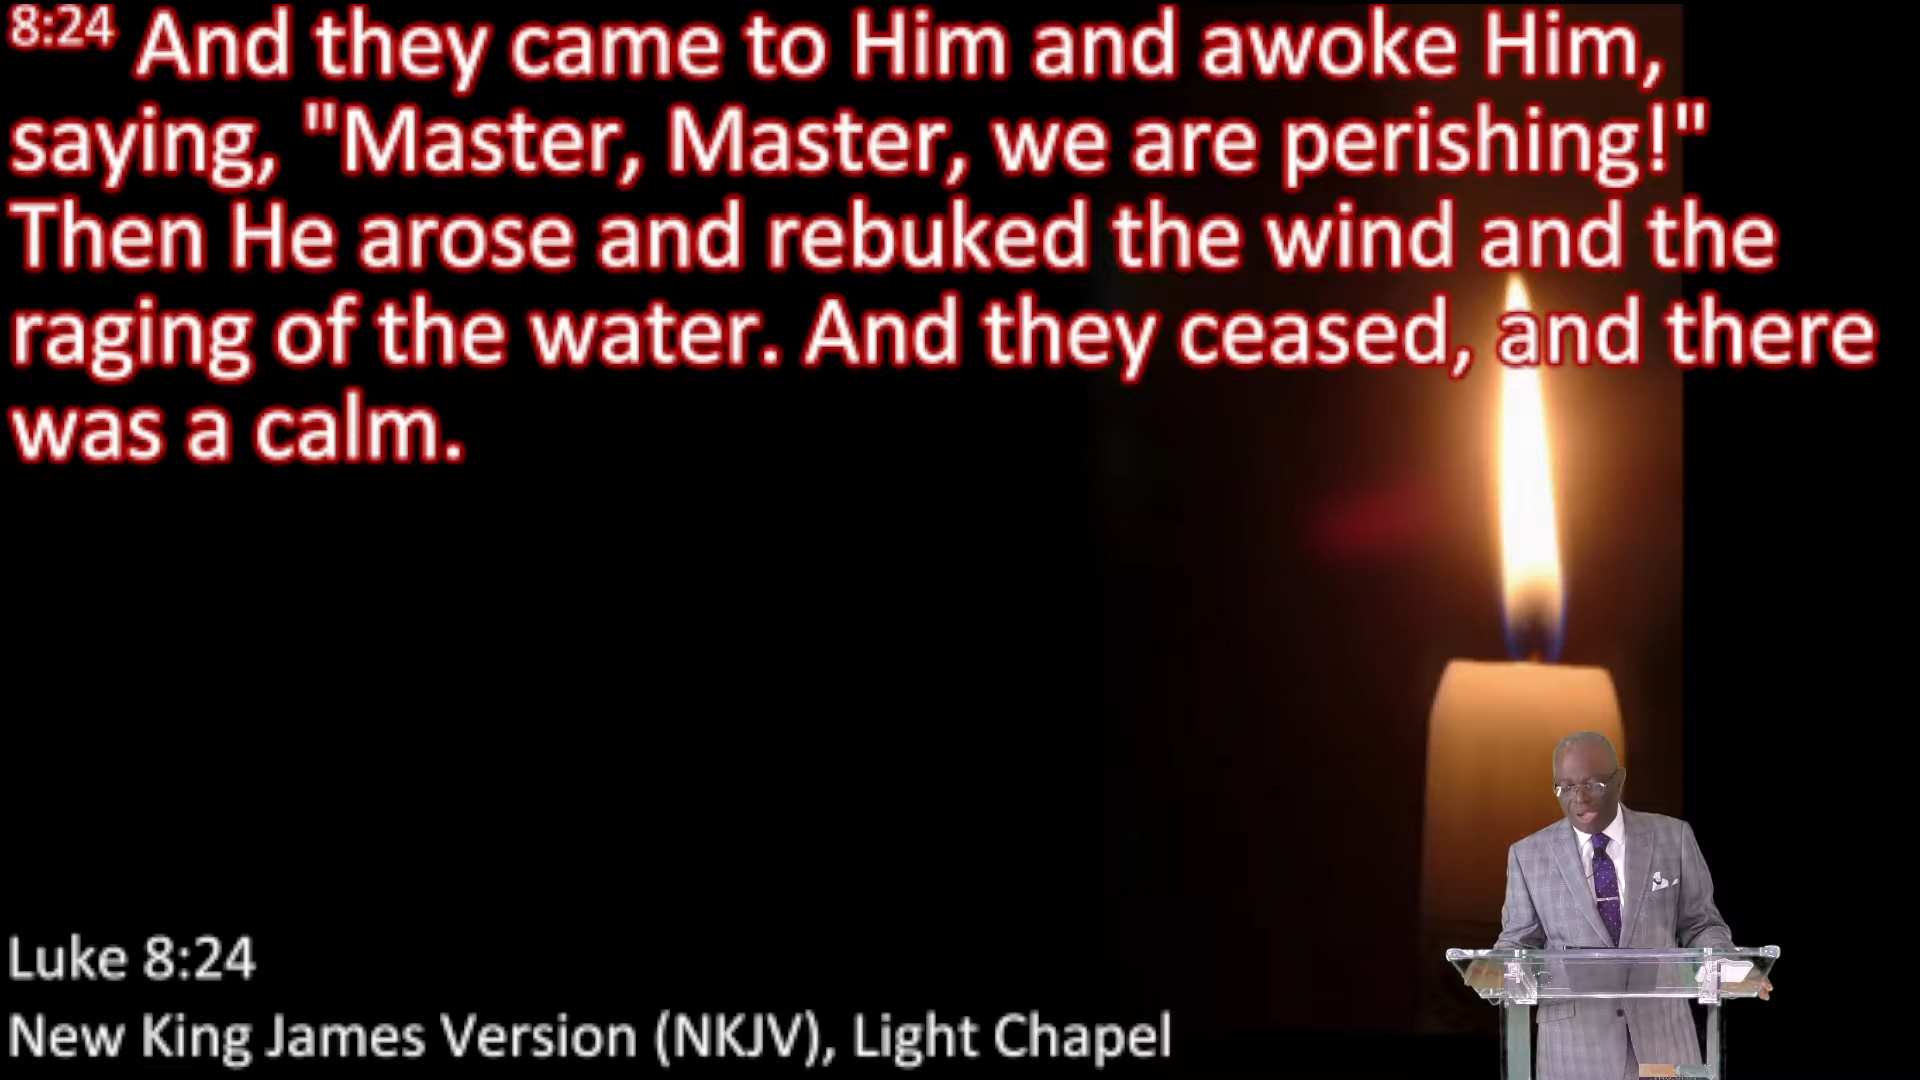 8:24 And they came to Him and awoke Him,
saying, "Master, Master, we are perishing!"
Then He arose and rebuked the wind and the
raging of the water. And they ceased, and there
was a calm.
Luke 8:24
New King James Version (NKJV), Light Chapel